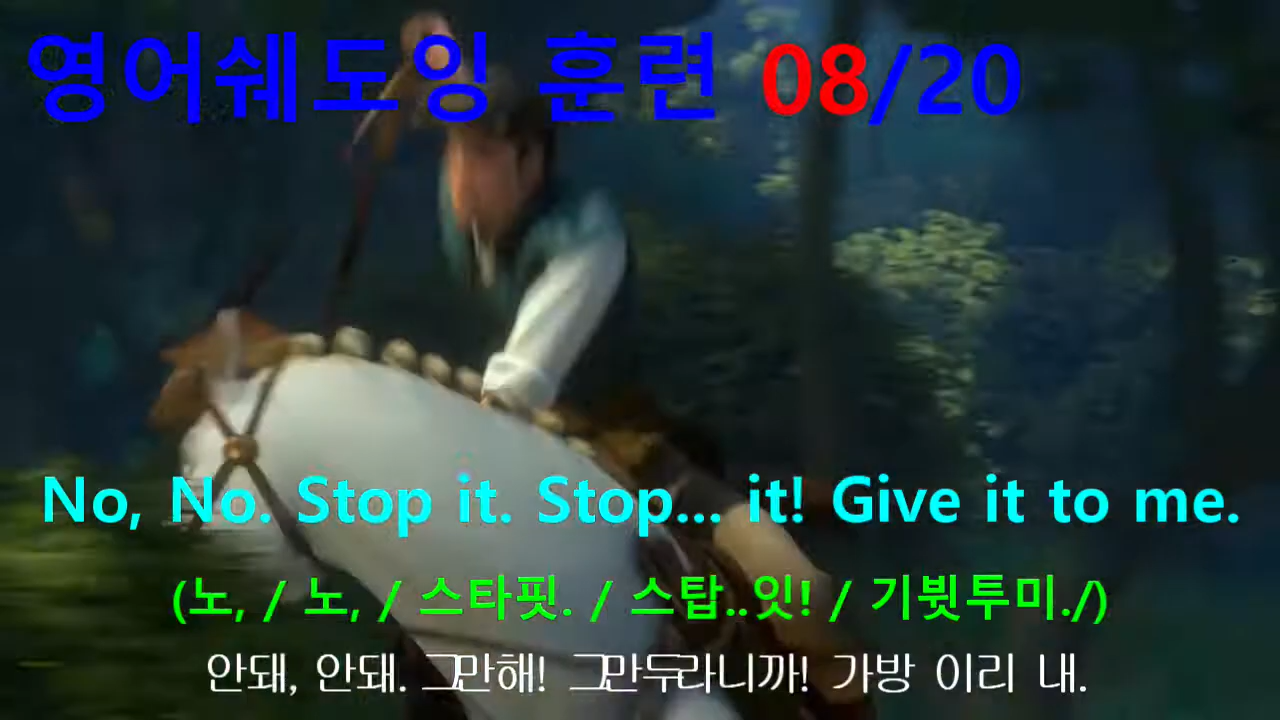 영어쉐도잉 훈련 08/20
No, No. Stop it. Stop... it! Give it to me.
(노, / 노, / 스타핏. / 스탑..잇! / 기뷋투미./)
안돼, 안돼. 그만해! 그만두라니까! 가방 이리 내.